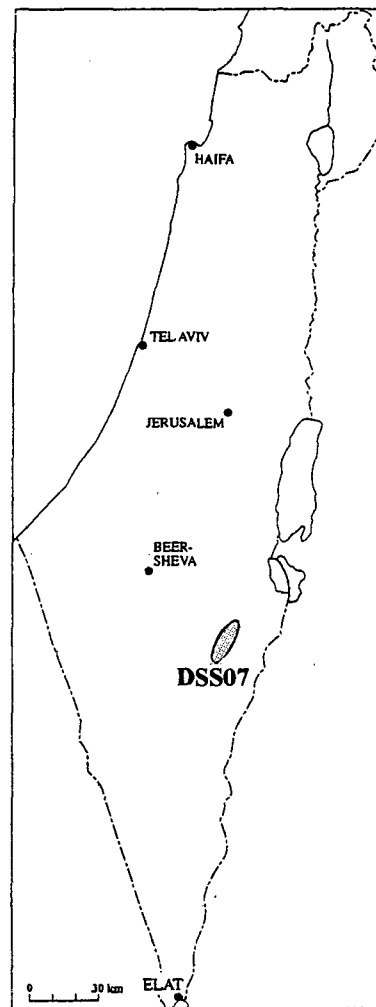 HAIFA
TEL AVIV
JERUSALEM
BEER-
SHEVA
DSS07
0 30 km
ELAT